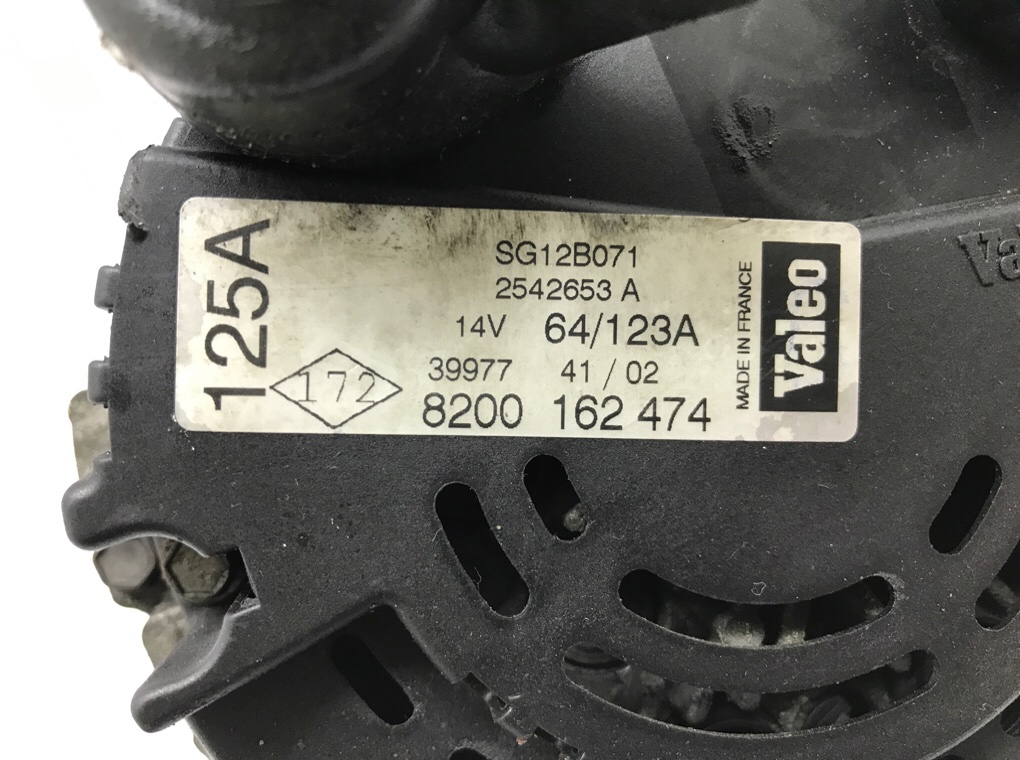 125A
SG12B071
2542653 A
14V 64/123A
39977 41 / 02
172
8200 162 474
MADE IN FRANCE
Valeo